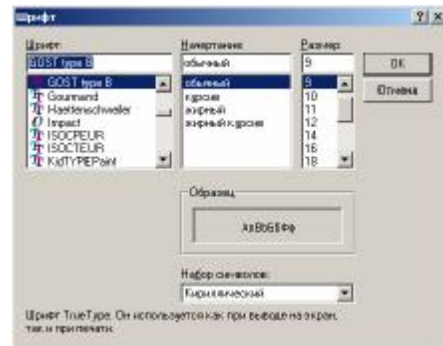 Шрифт
Шрифт:
Начертание:
Размер:
GOST type B
обычный
9
OK
GOST type B
обычный
9
Отмена
Gourmand
курсив
10
Haettenschweiler
жирный
11
Impact
жирный курсив
12
ISOCPEUR
14
ISOCTEUR
16
KidTYPEPaint
18
Образец
АаВbБбФф
Набор символов:
Кириллический
Шрифт TrueType. Он используется как при выводе на экран,
так и при печати.